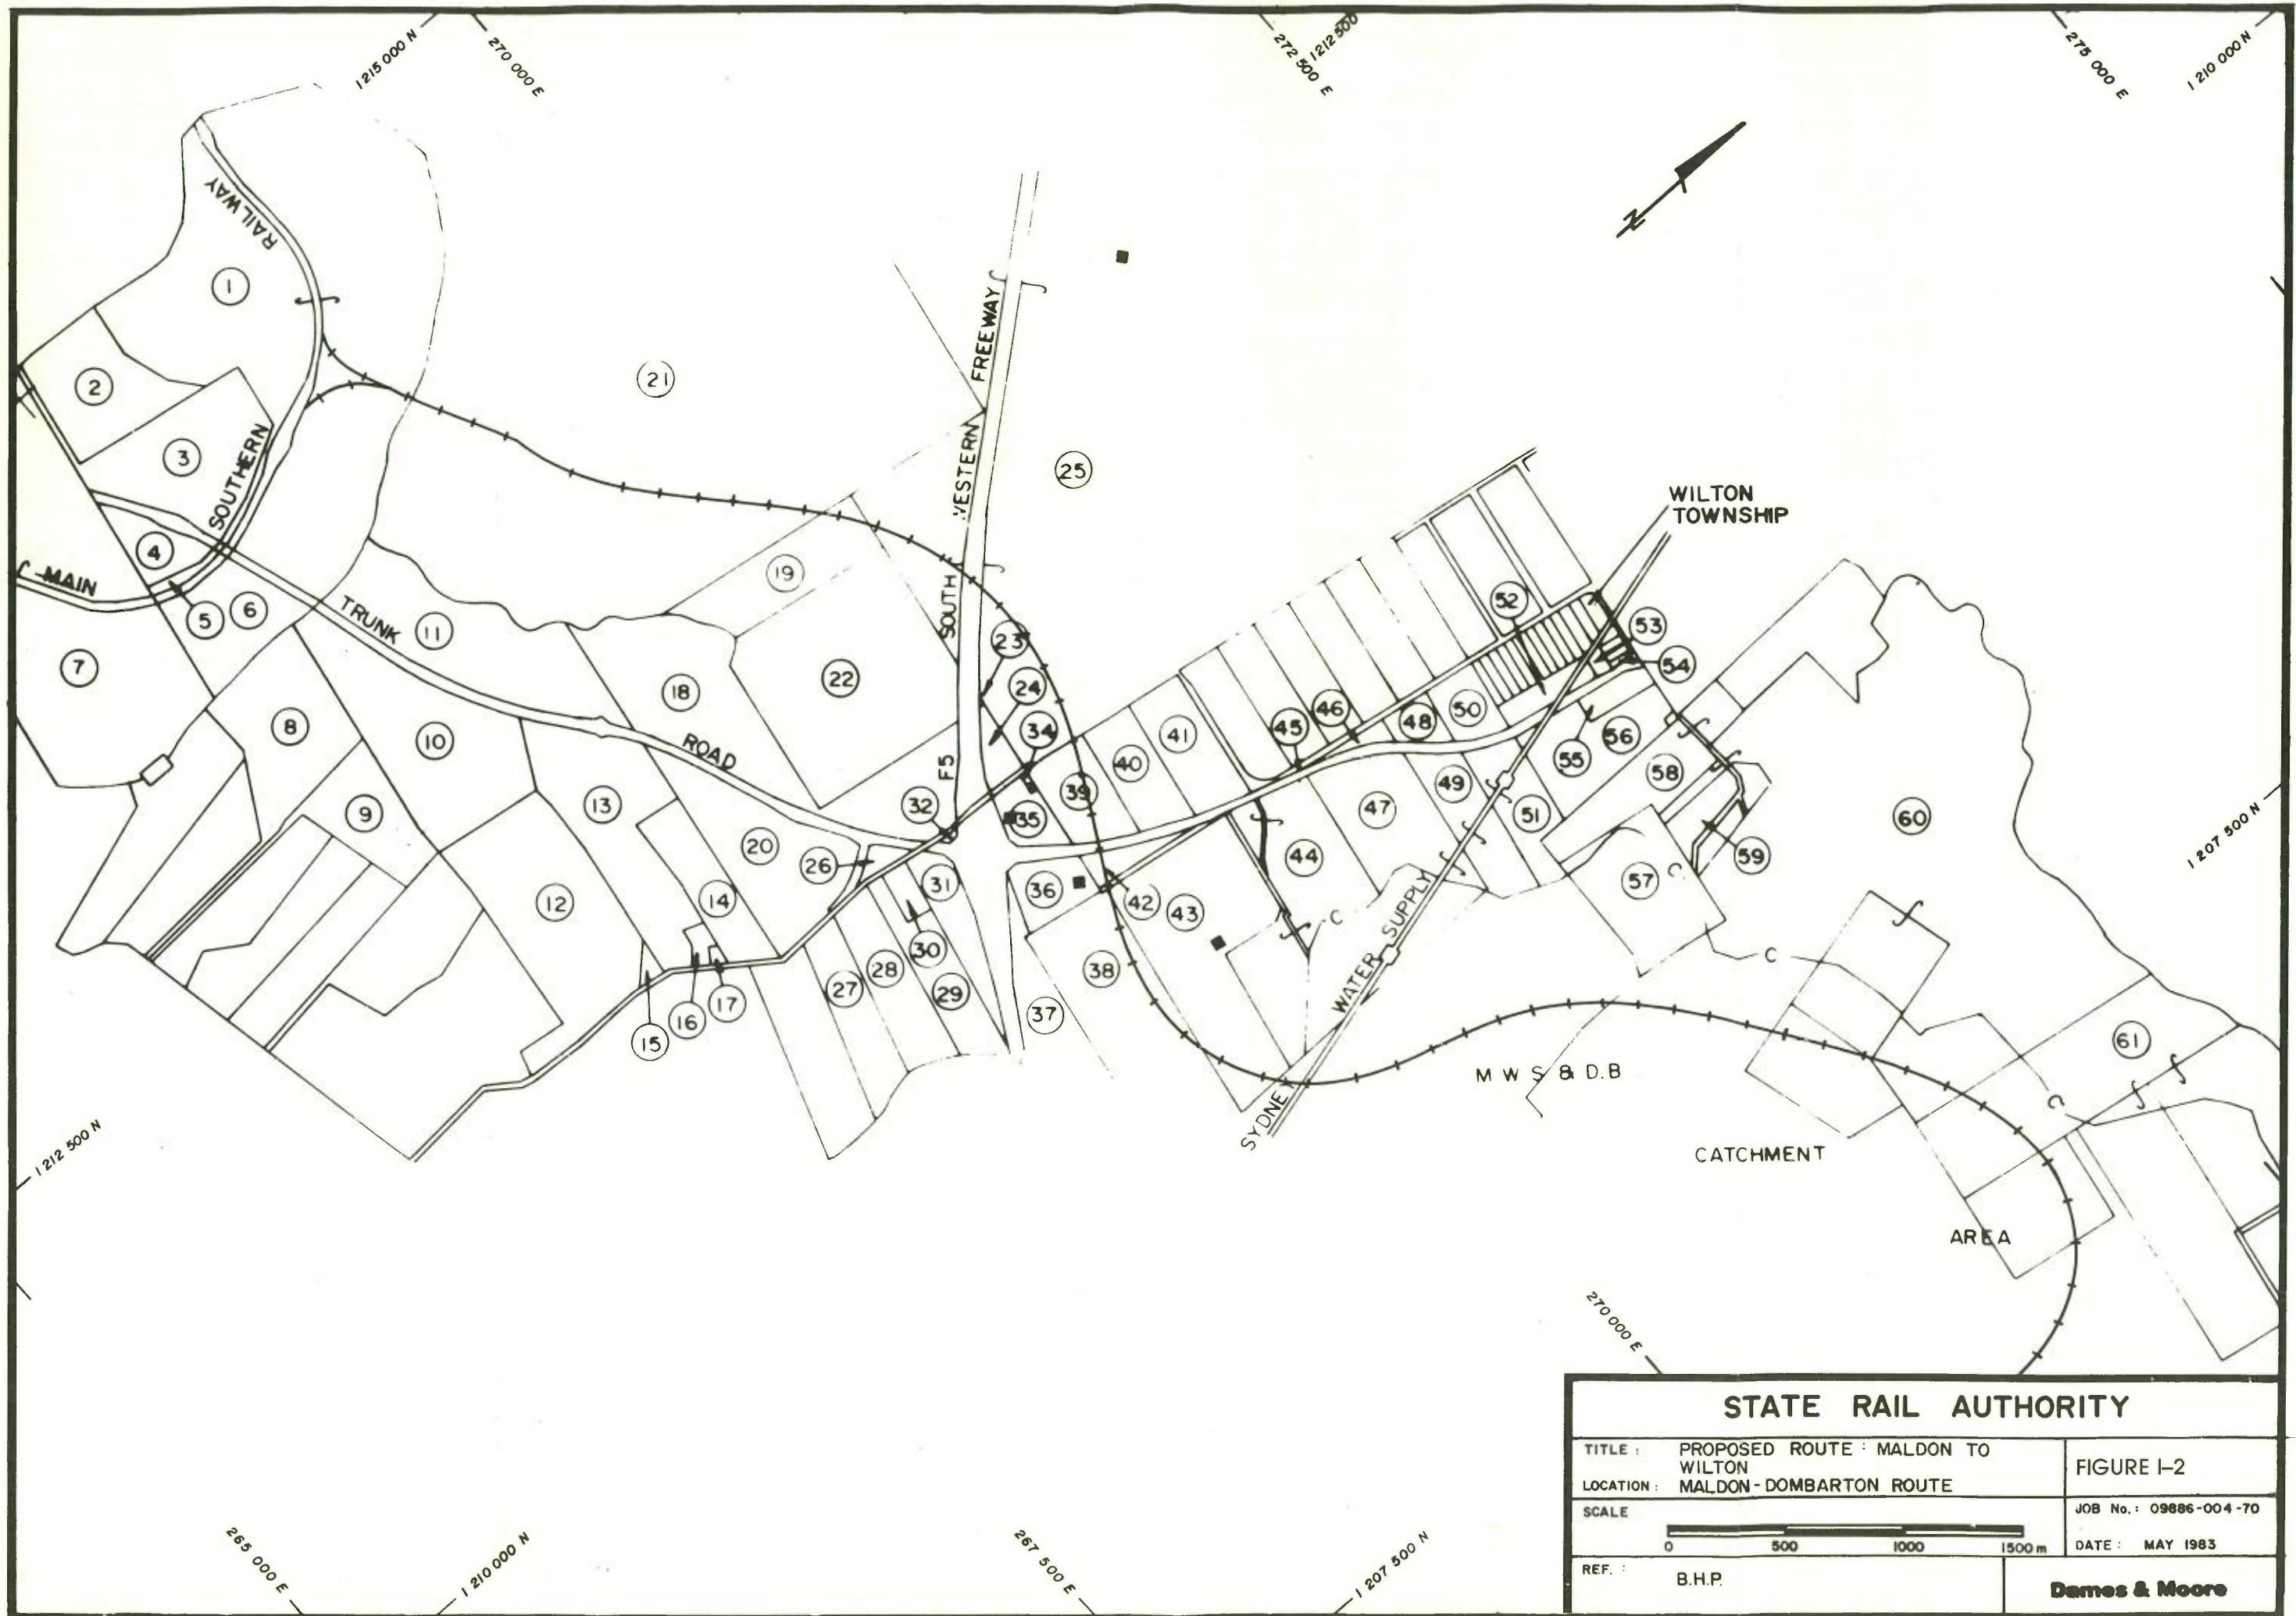 1215 000 N
270 000 E
272 500 E
1212 500
275 000 E
1 210 000 N
RAILWAY
N
1
FREEWAY
2
21
3
SOUTHERN
WESTERN
25
WILTON
TOWNSHIP
4
MAIN
19
52
5
6
TRUNK
11
SOUTH
23
53
54
7
18
22
24
8
10
ROAD
34
41
45
46
48
50
56
F5
40
55
58
9
13
32
35
39
47
49
51
60
1 207 500 N
20
26
31
36
44
59
57
C
12
14
42
43
C
SUPPLY
30
C
27
28
29
38
WATER
15
16
17
37
61
M W S & D.B
C
SYDNEY
1 212 500 N
CATCHMENT
AREA
270 000 E
STATE RAIL AUTHORITY
TITLE : PROPOSED ROUTE : MALDON TO
WILTON
LOCATION : MALDON - DOMBARTON ROUTE
FIGURE 1-2
SCALE
0 500 1000 1500 m
JOB No. : 09886-004-70
DATE : MAY 1983
REF. : B.H.P.
Dames & Moore
265 000 E
1 210 000 N
267 500 E
1 207 500 N